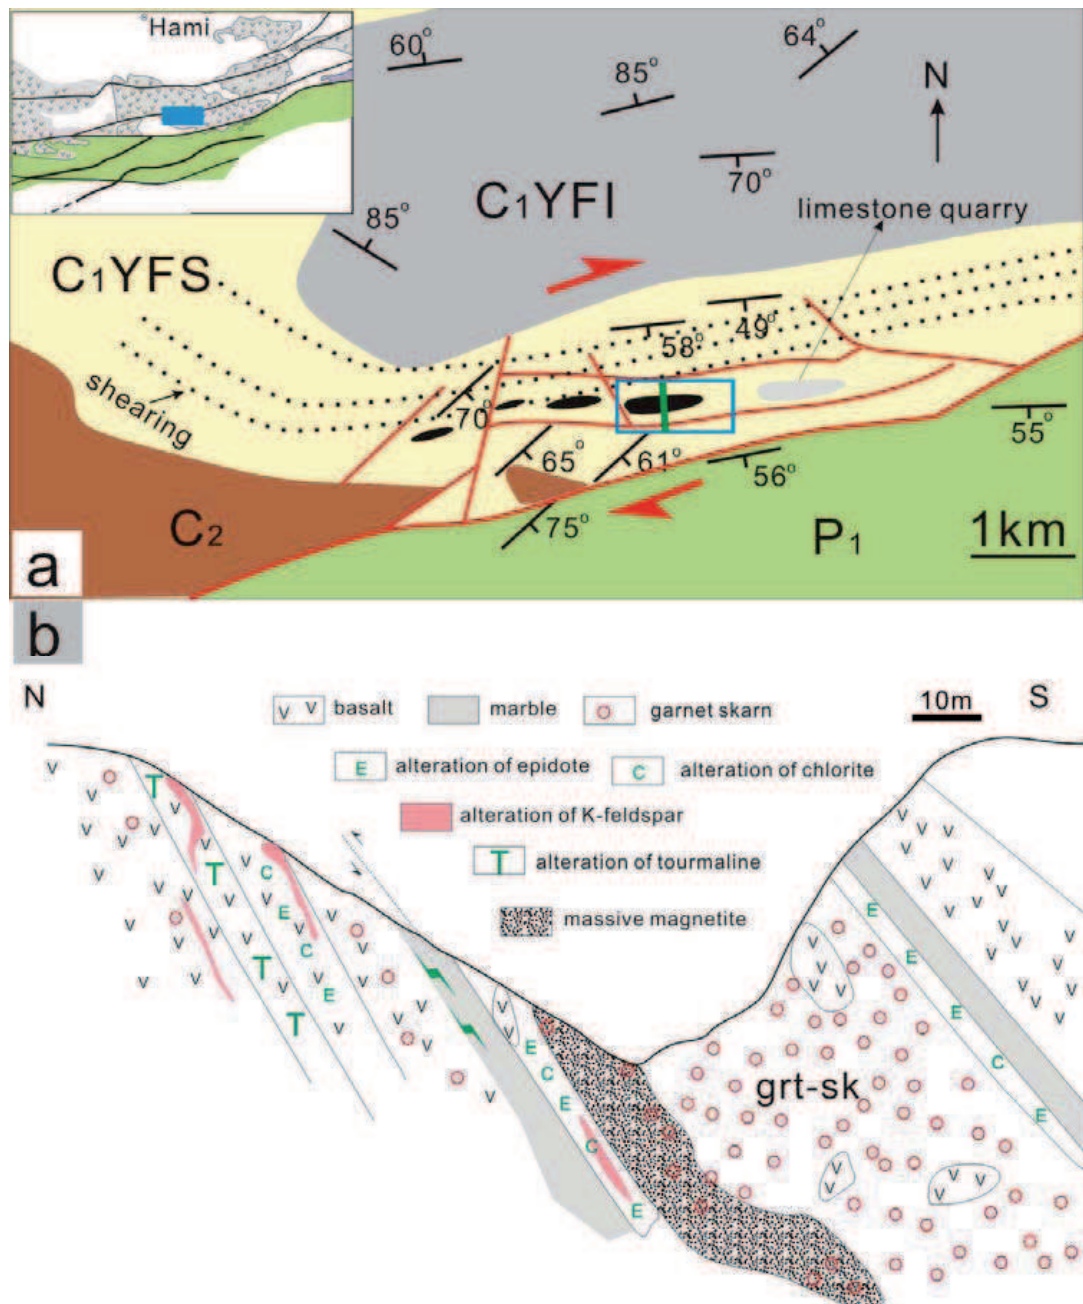 Hami
60°
64°
85°
N
70°
C₁YFI
limestone quarry
85°
C₁YFS
49°
58°
shearing
70°
65°
61°
55°
56°
75°
C₂
P₁
1km
a
b
N
S
basalt
marble
garnet skarn
10m
alteration of epidote
alteration of chlorite
alteration of K-feldspar
alteration of tourmaline
massive magnetite
grt-sk